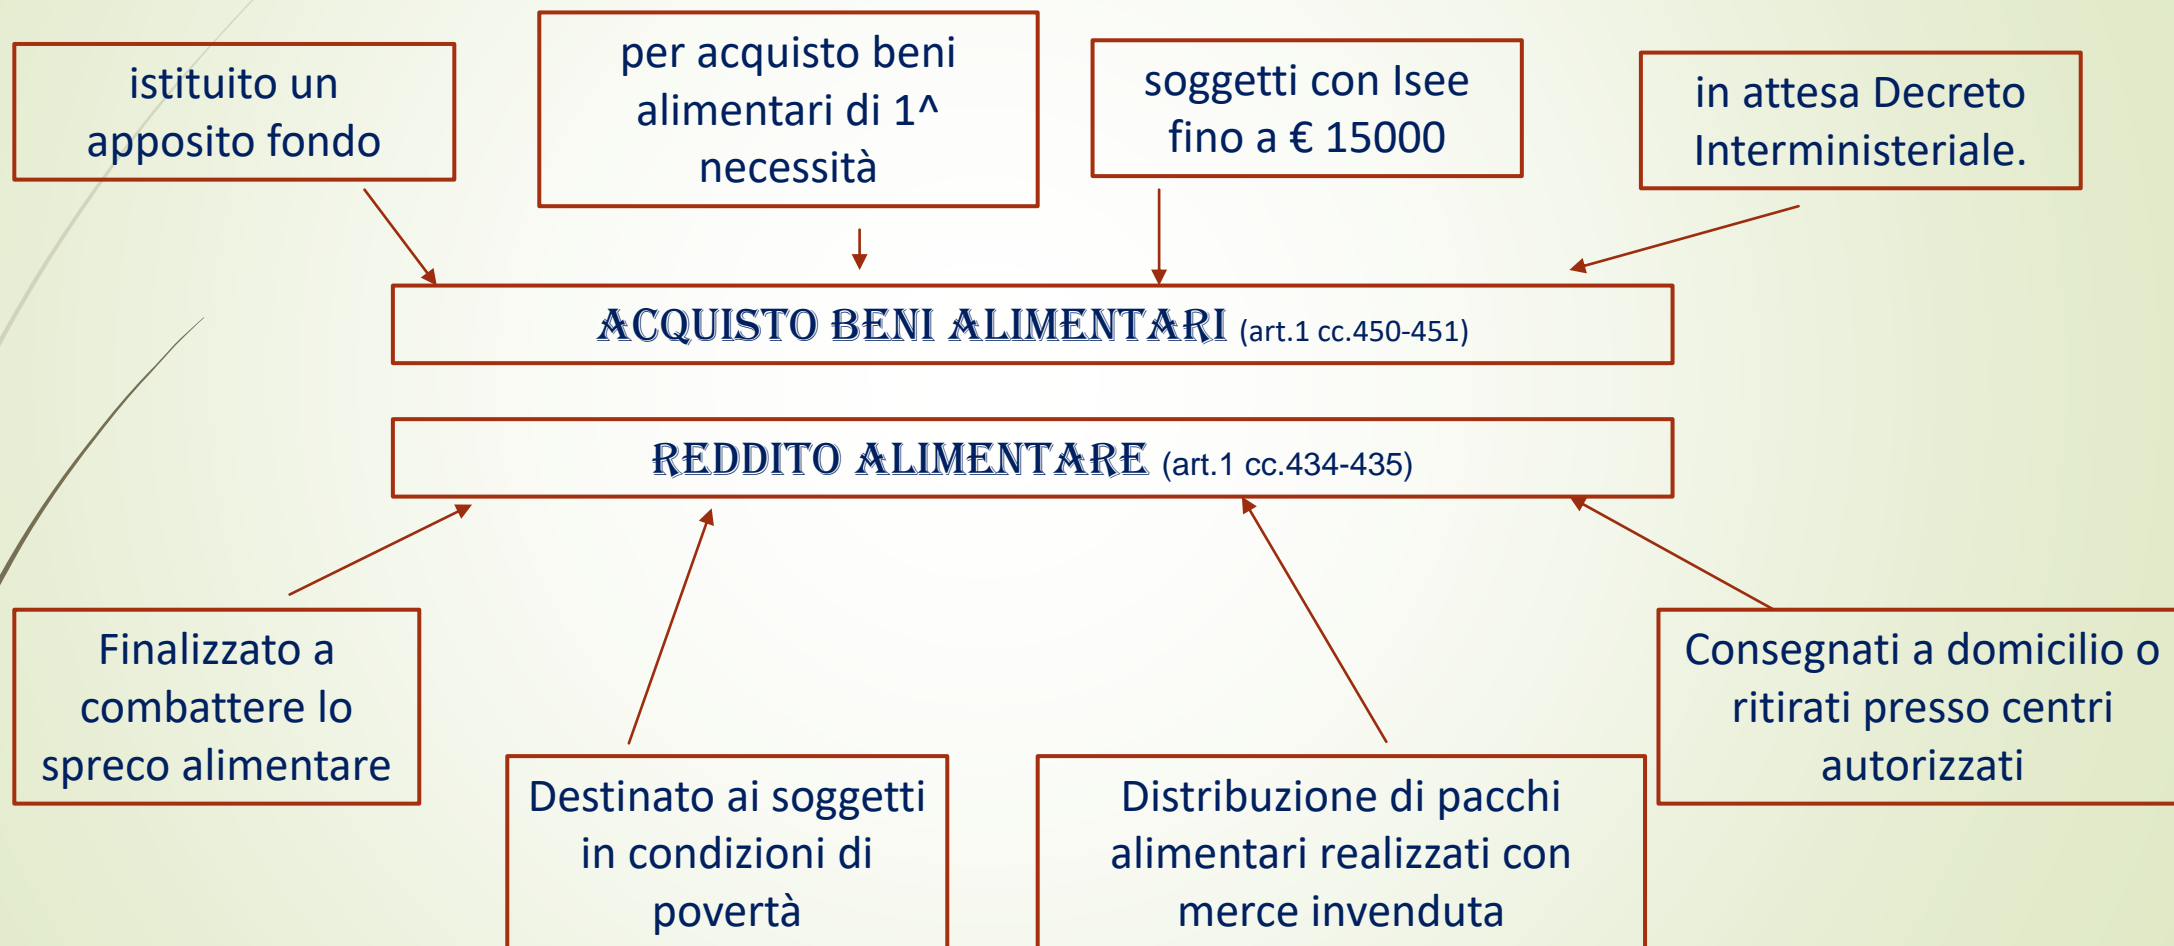 istituito un
apposito fondo
per acquisto beni
alimentari di 1^
necessità
soggetti con Isee
fino a € 15000
in attesa Decreto
Interministeriale.
ACQUISTO BENI ALIMENTARI (art.1 cc.450-451)
REDDITO ALIMENTARE (art.1 cc.434-435)
Finalizzato a
combattere lo
spreco alimentare
Destinato ai soggetti
in condizioni di
povertà
Distribuzione di pacchi
alimentari realizzati con
merce invenduta
Consegnati a domicilio o
ritirati presso centri
autorizzati